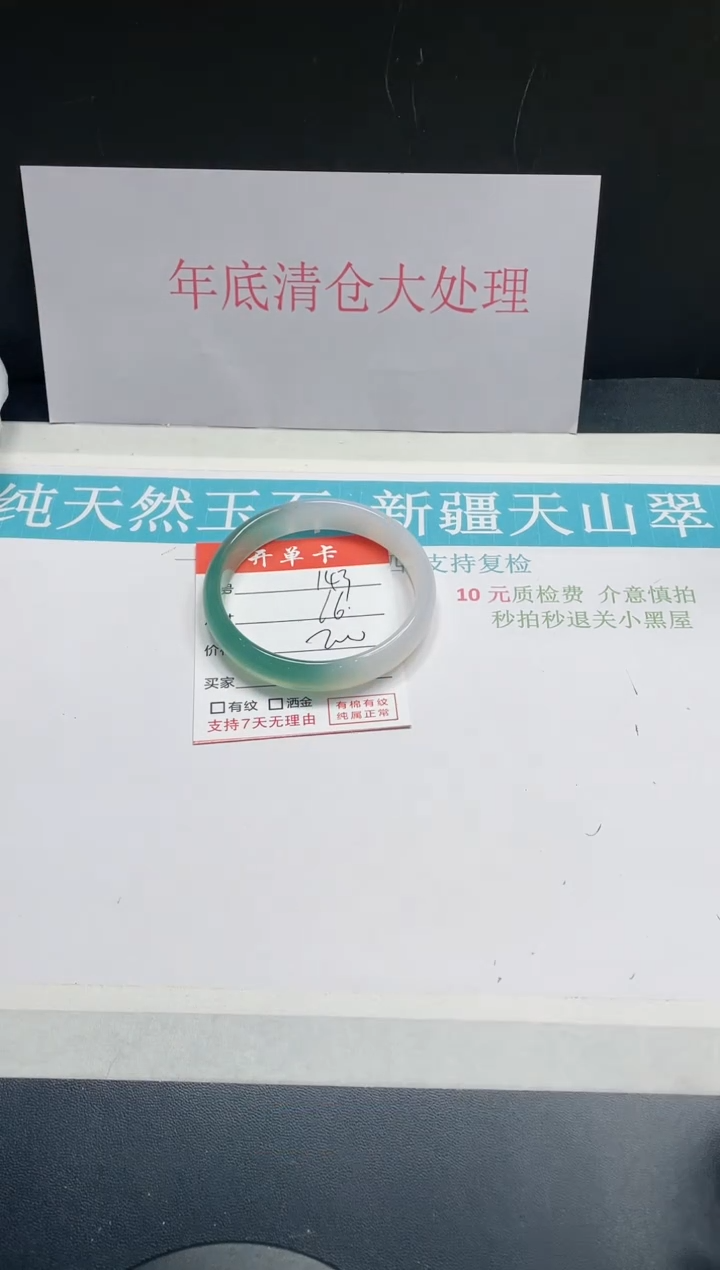 年底清仓大处理
纯天然玉石 新疆天山翠
支持复检
10 元质检费 介意慎拍
秒拍秒退关小黑屋
开单卡
号 143
16
价 200
买家
有纹 洒金
支持7天无理由
有棉有纹
纯属正常